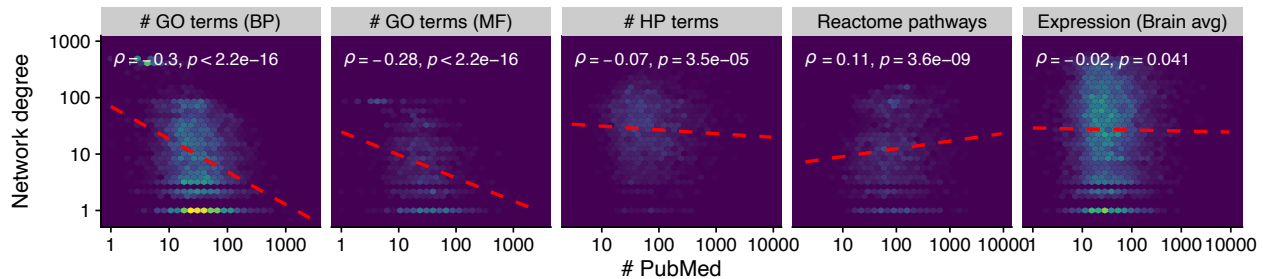 # GO terms (BP)
# GO terms (MF)
# HP terms
Reactome pathways
Expression (Brain avg)
Network degree
1000
100
10
1
ρ = −0.3, p < 2.2e−16
ρ = −0.28, p < 2.2e−16
ρ = −0.07, p = 3.5e−05
ρ = 0.11, p = 3.6e−09
ρ = −0.02, p = 0.041
1 10 100 1000
1 10 100 1000
10 100 1000 10000
10 100 1000 10000
1 10 100 1000 10000
# PubMed